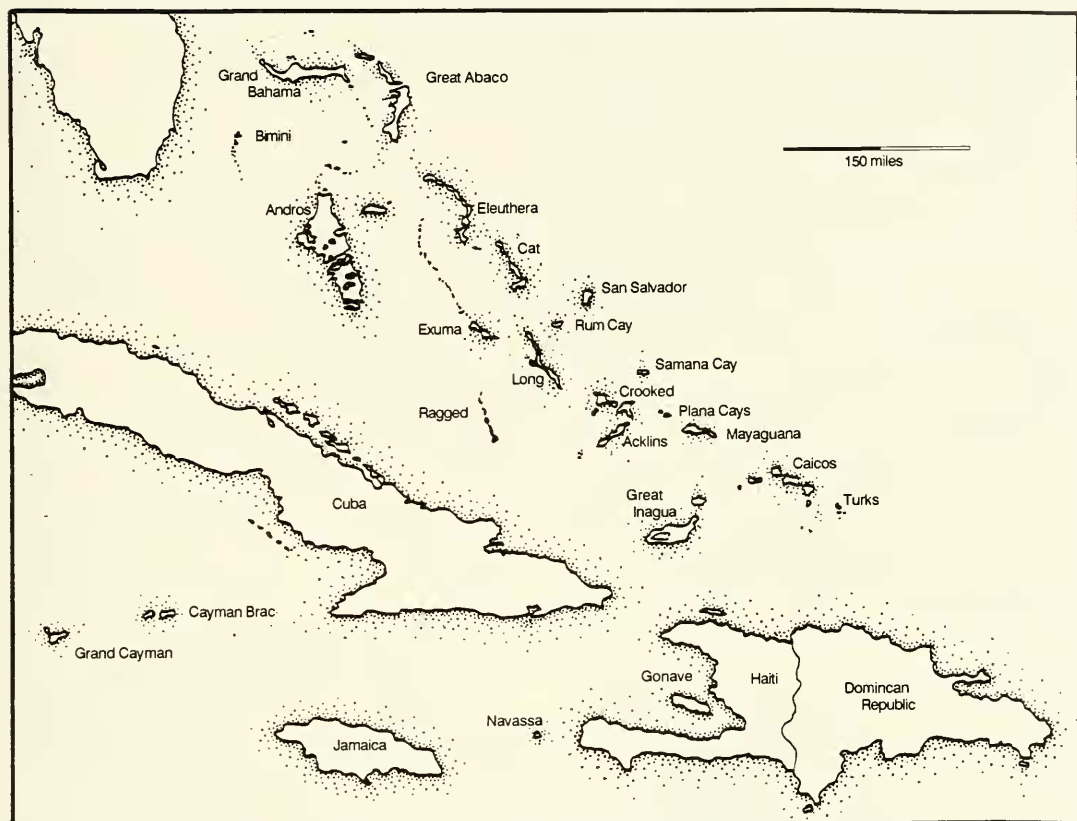 Grand
Bahama
Great Abaco
Bimini
150 miles
Andros
Eleuthera
Cat
San Salvador
Exuma
Rum Cay
Long
Samana Cay
Crooked
Ragged
Plana Cays
Acklins
Mayaguana
Caicos
Great
Inagua
Turks
Cuba
Cayman Brac
Grand Cayman
Gonave
Haiti
Domincan
Republic
Navassa
Jamaica